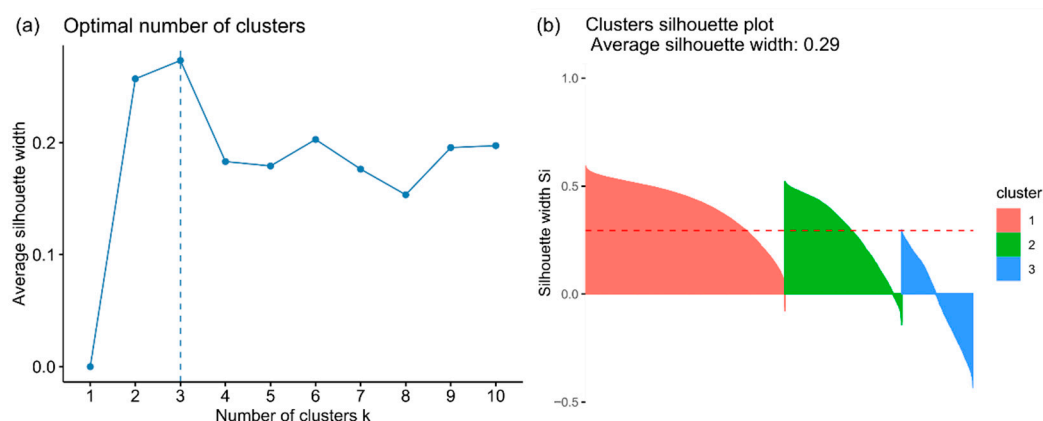 (a) Optimal number of clusters
Average silhouette width
0.2
0.1
0.0
1 2 3 4 5 6 7 8 9 10
Number of clusters k
(b) Clusters silhouette plot
Average silhouette width: 0.29
Silhouette width Si
1.0
0.5
0.0
−0.5
cluster
1
2
3